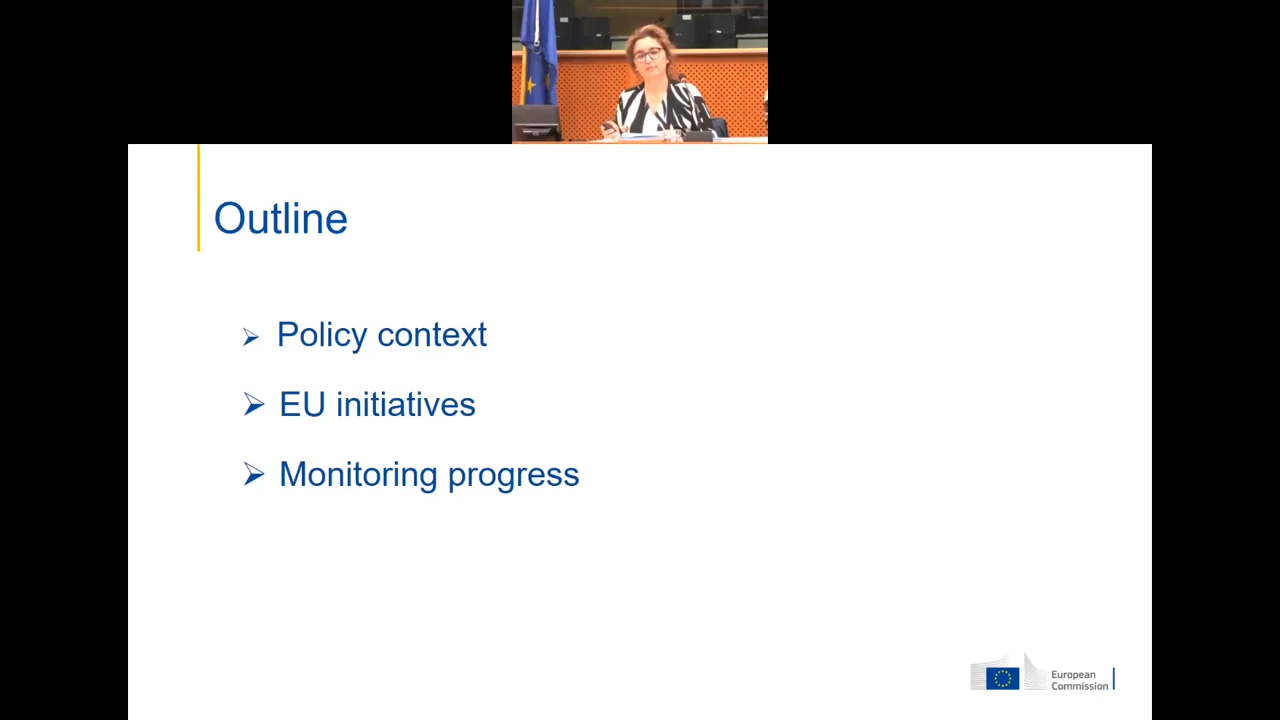 Outline
Policy context
EU initiatives
Monitoring progress
European
Commission